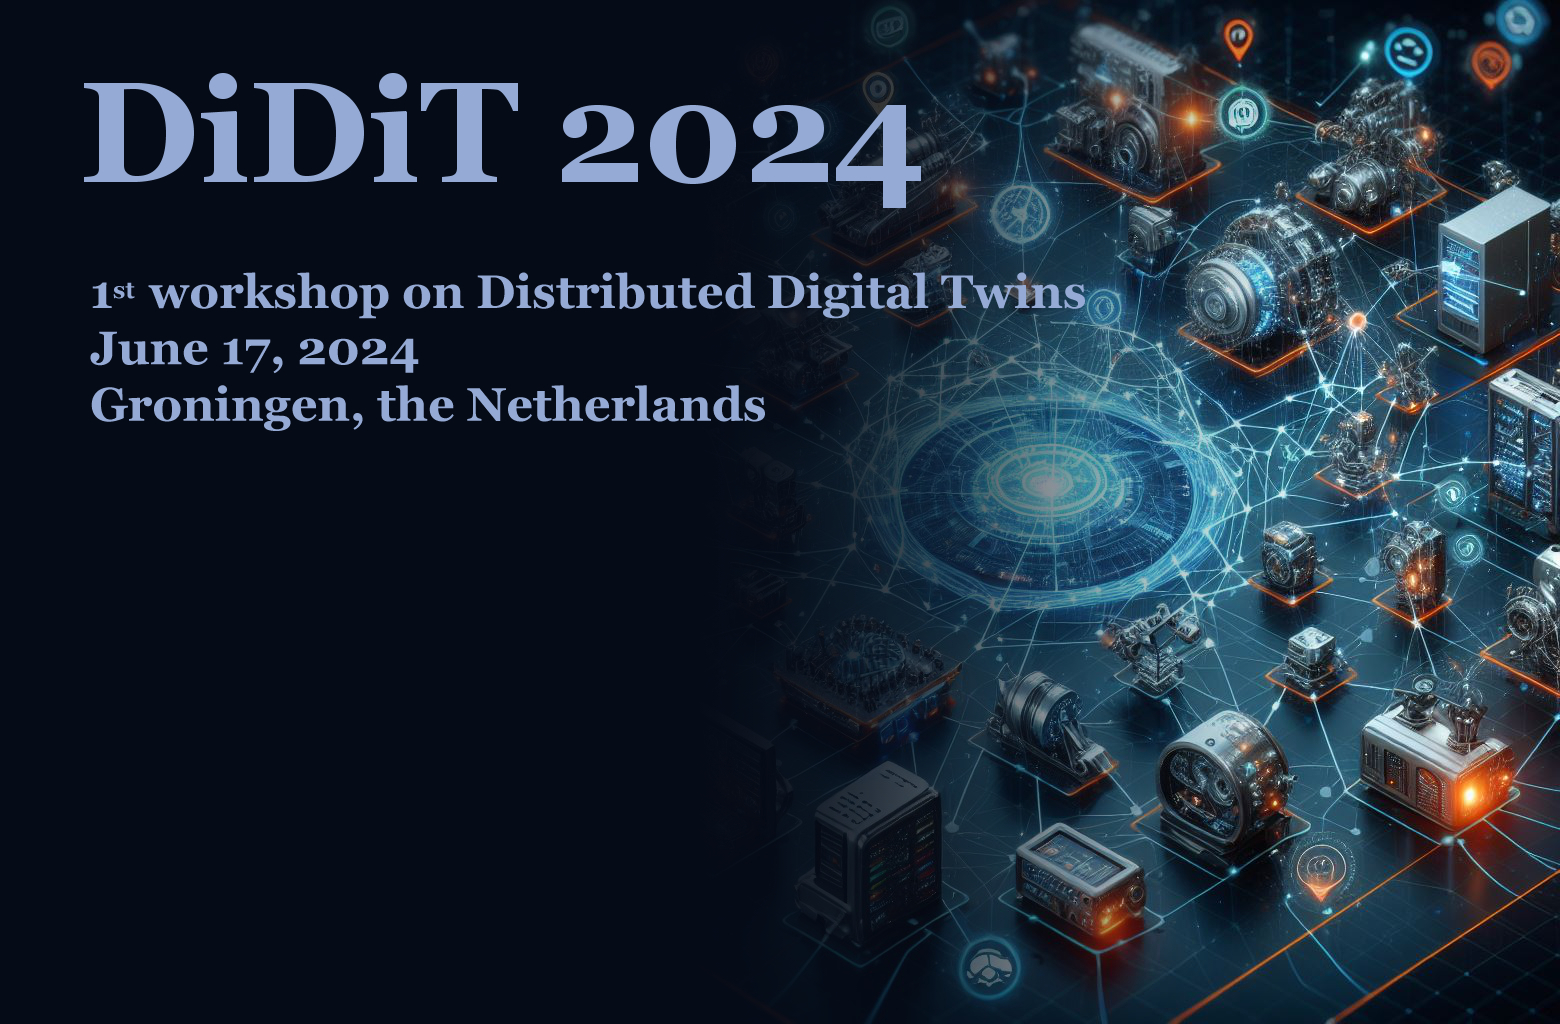 DiDiT 2024
1st workshop on Distributed Digital Twins
June 17, 2024
Groningen, the Netherlands